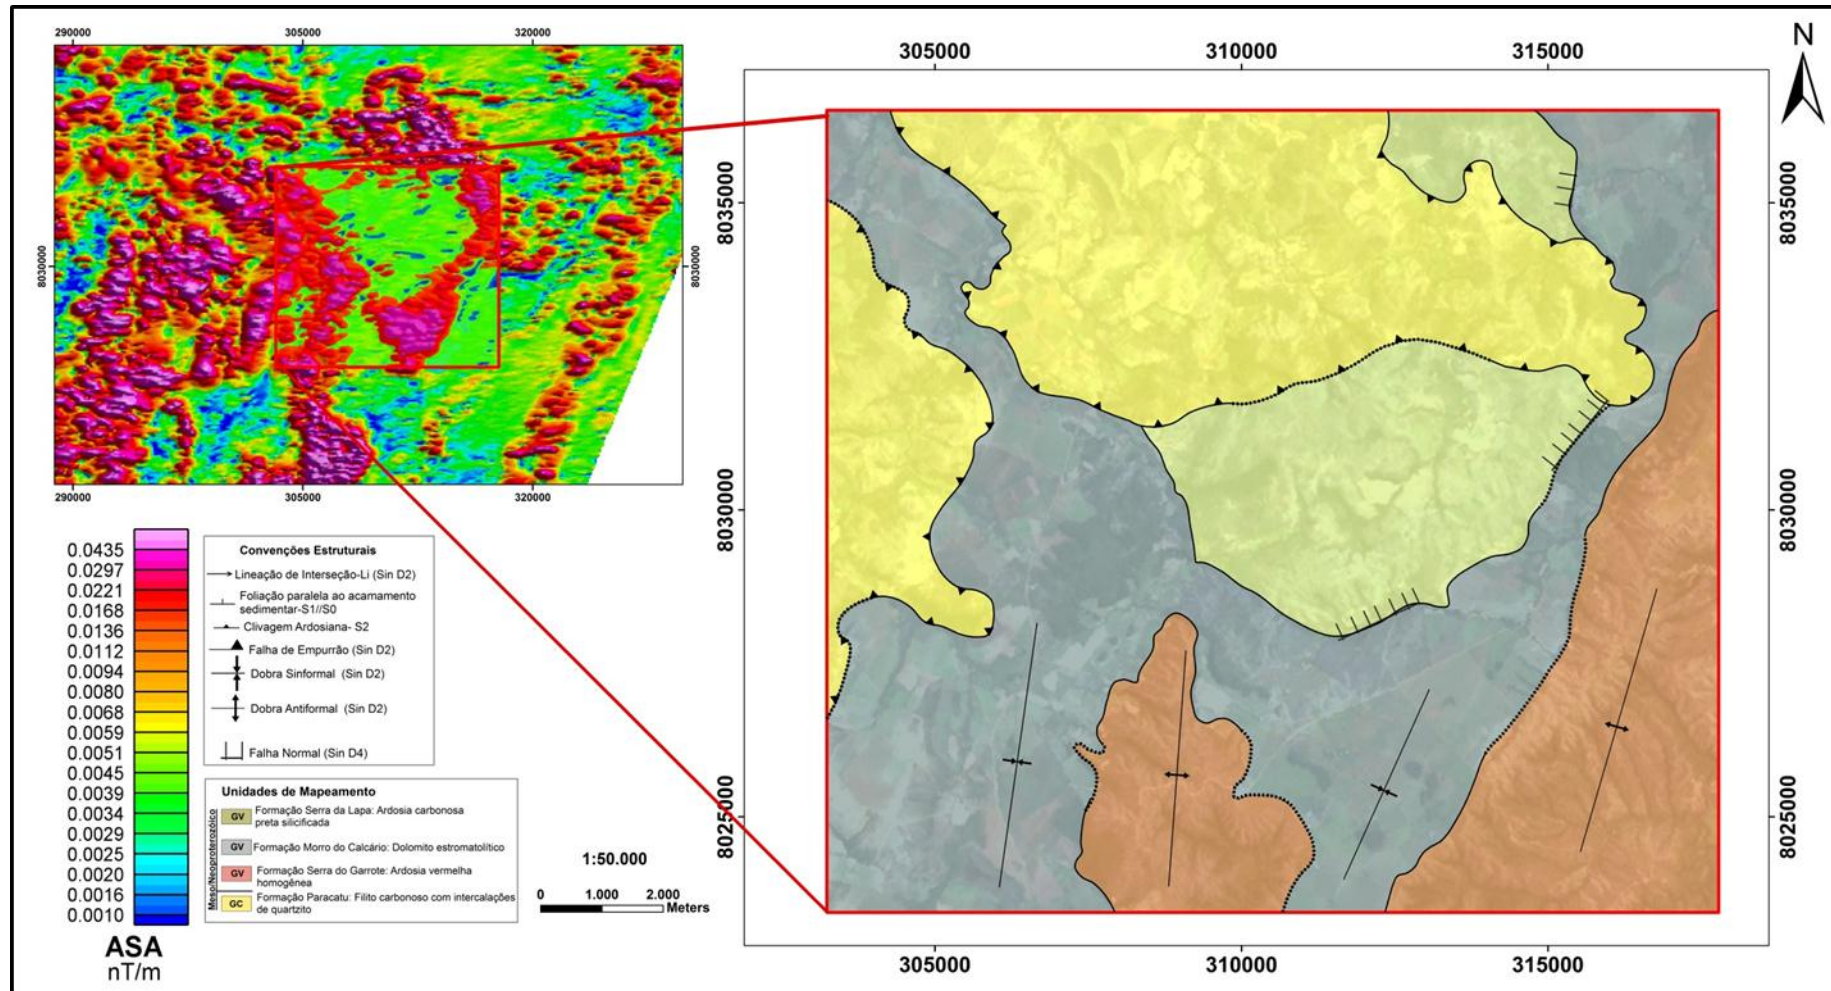 290000
305000
320000
8030000
8030000
290000
305000
320000
305000
310000
315000
N
8035000
8035000
8030000
8030000
8025000
8025000
305000
310000
315000
0.0435
0.0297
0.0221
0.0168
0.0136
0.0112
0.0094
0.0080
0.0068
0.0059
0.0051
0.0045
0.0039
0.0034
0.0029
0.0025
0.0020
0.0016
0.0010
ASA
nT/m
Convenções Estruturais
Lineação de Interseção-Li (Sin D2)
Foliação paralela ao acamamento
sedimentar-S1//S0
Clivagem Ardosiana- S2
Falha de Empurrão (Sin D2)
Dobra Sinformal (Sin D2)
Dobra Antiformal (Sin D2)
Falha Normal (Sin D4)
Unidades de Mapeamento
Meso/Neoproterozóico
GV Formação Serra da Lapa: Ardosia carbonosa
preta silicificada
GV Formação Morro do Calcário: Dolomito estromatolítico
GV Formação Serra do Garrote: Ardosia vermelha
homogênea
GC Formação Paracatu: Filito carbonoso com intercalações
de quartzito
1:50.000
0 1.000 2.000
Meters